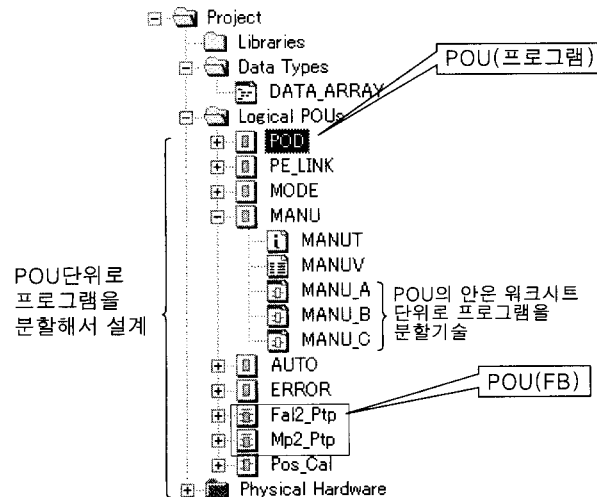 Project
Libraries
Data Types
DATA_ARRAY
Logical POUs
POD
PE_LINK
MODE
MANU
MANUT
MANUV
MANU_A
MANU_B
MANU_C
AUTO
ERROR
Fal2_Ptp
Mp2_Ptp
Pos_Cal
Physical Hardware
POU(프로그램)
POU단위로
프로그램을
분할해서 설계
POU의 안은 워크시트
단위로 프로그램을
분할기술
POU(FB)